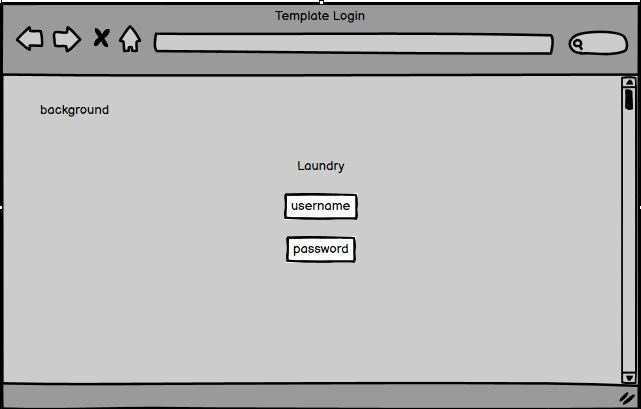 Template Login
background
Laundry
username
password